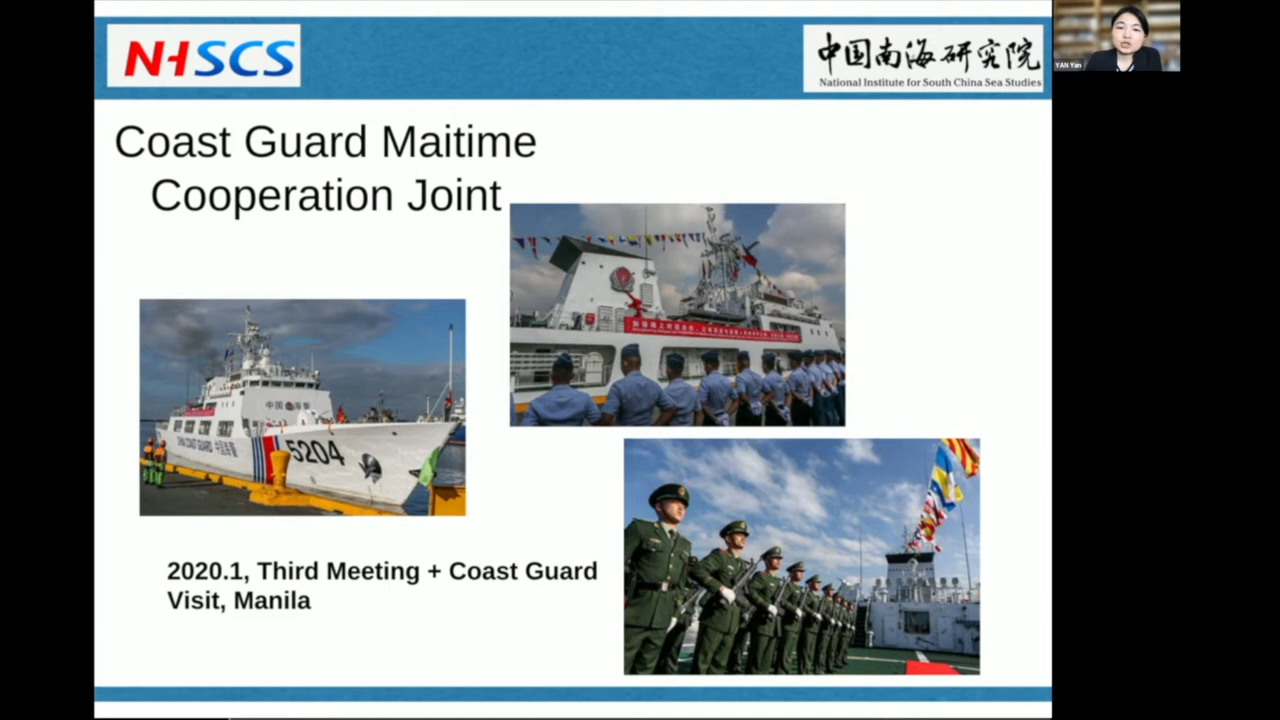 NHSCS
中国南海研究院
National Institute for South China Sea Studies
YAN Yan
Coast Guard Maitime
Cooperation Joint
中国海警
CHINA COAST GUARD 中国海警
5204
2020.1, Third Meeting + Coast Guard
Visit, Manila